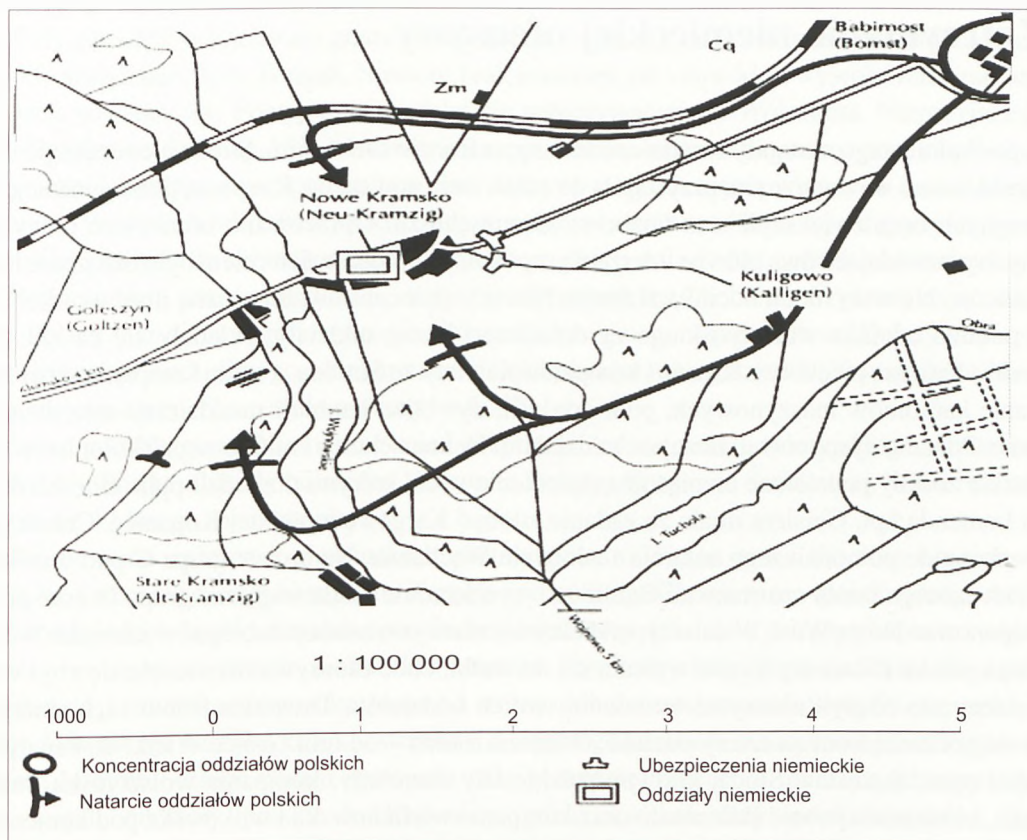 Babimost
(Bomst)
Cq
Zm
Nowe Kramsko
(Neu-Kramzig)
Kuligowo
(Kalligen)
Goleszyn
(Goltzen)
Obra
Stare Kramsko
(Alt-Kramzig)
1 : 100 000
1000 0 1 2 3 4 5
Koncentracja oddziałów polskich
Natarcie oddziałów polskich
Ubezpieczenia niemieckie
Oddziały niemieckie